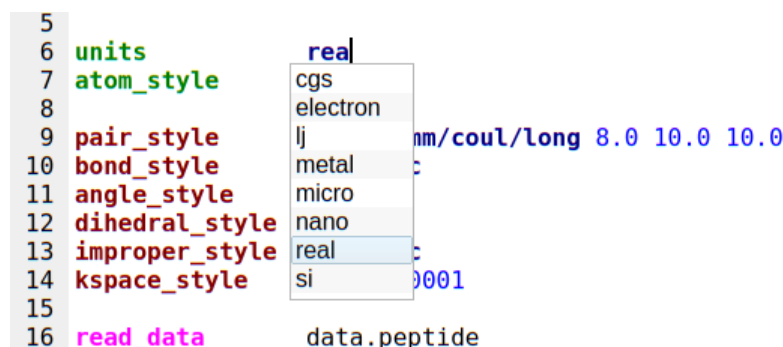 5
6 units rea
7 atom_style
8
9 pair_style mm/coul/long 8.0 10.0 10.0
10 bond_style c
11 angle_style
12 dihedral_style
13 improper_style c
14 kspace_style 0001
15
16 read_data data.peptide
cgs
electron
lj
metal
micro
nano
real
si